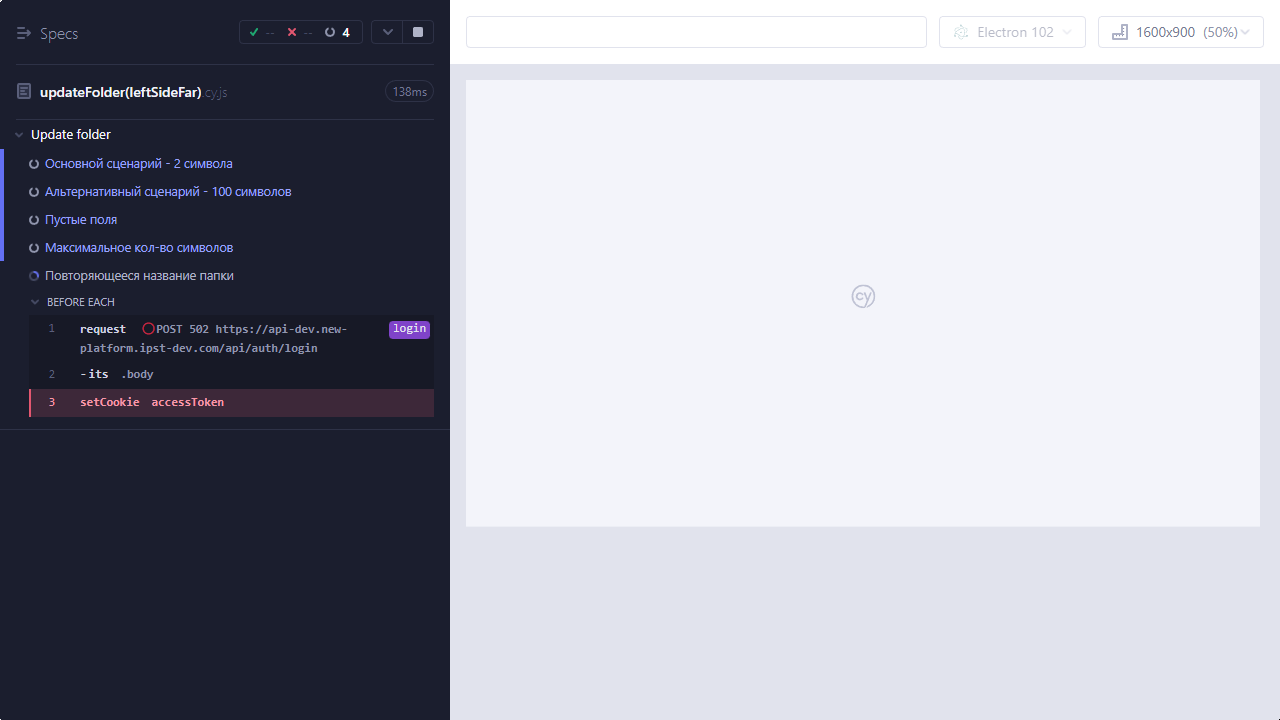 Specs
-- -- 4
Electron 102
1600x900 (50%)
updateFolder(leftSideFar).cy.js
138ms
Update folder
Основной сценарий - 2 символа
Альтернативный сценарий - 100 символов
Пустые поля
Максимальное кол-во символов
Повторяющееся название папки
BEFORE EACH
1 request POST 502 https://api-dev.new-
platform.ipst-dev.com/api/auth/login
login
2 -its .body
3 setCookie accessToken
cy